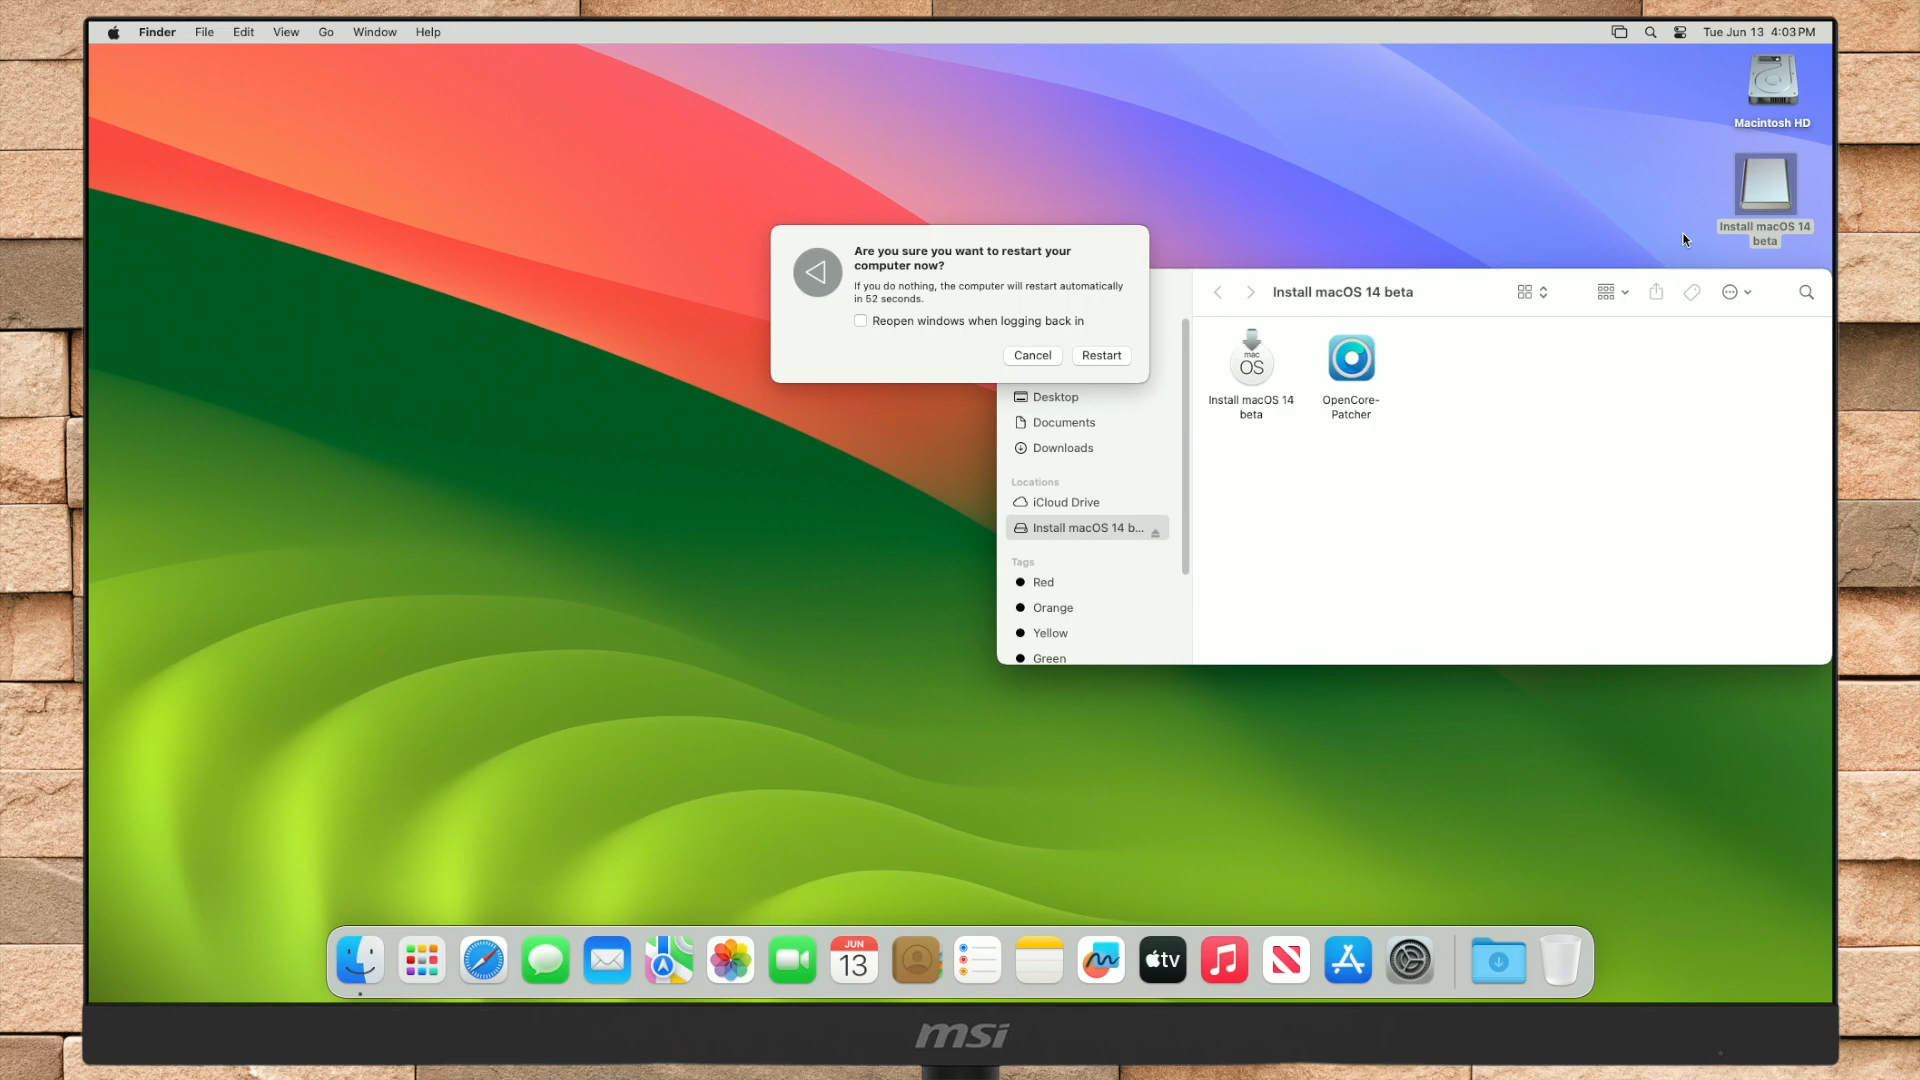 Finder File Edit View Go Window Help
Tue Jun 13 4:03 PM
Macintosh HD
Install macOS 14
beta
Are you sure you want to restart your
computer now?
If you do nothing, the computer will restart automatically
in 52 seconds.
Reopen windows when logging back in
Cancel
Restart
Install macOS 14 beta
mac
OS
Install macOS 14
beta
OpenCore-
Patcher
Desktop
Documents
Downloads
Locations
iCloud Drive
Install macOS 14 b...
Tags
Red
Orange
Yellow
Green
JUN
13
tv
msi